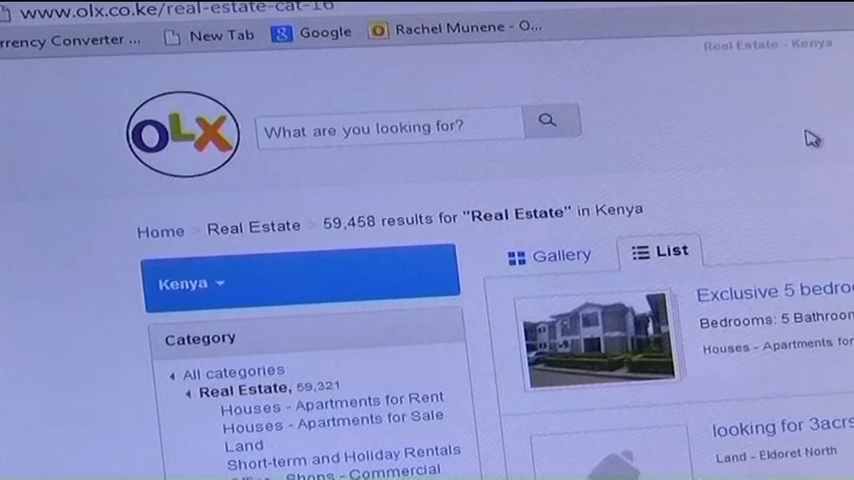 www.olx.co.ke/real-estate-cat-16
rrency Converter ...
New Tab
Google
Rachel Munene - O...
Real Estate - Kenya
OLX
What are you looking for?
Home > Real Estate > 59,458 results for "Real Estate" in Kenya
Kenya
Gallery
List
Category
All categories
Real Estate, 59,321
Houses - Apartments for Rent
Houses - Apartments for Sale
Land
Short-term and Holiday Rentals
Shops - Commercial
Exclusive 5 bedro
Bedrooms: 5 Bathroom
Houses - Apartments for
looking for 3acrs
Land - Eldoret North